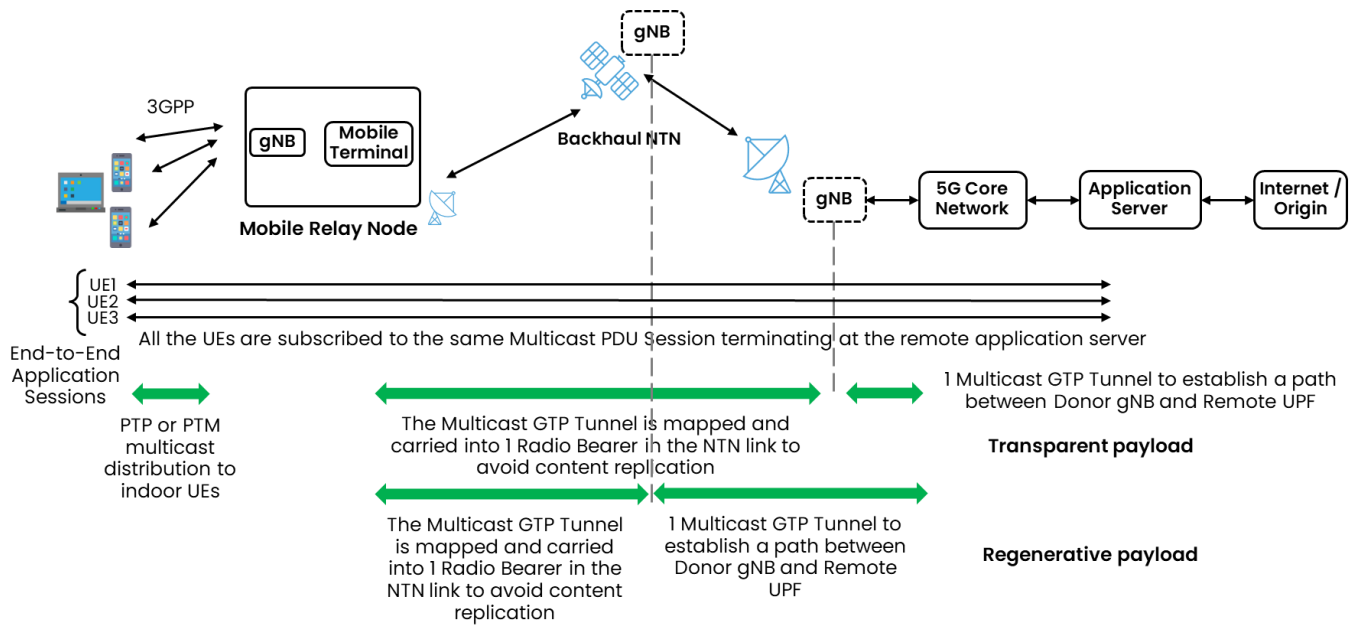 gNB
3GPP
gNB
Mobile
Terminal
Backhaul NTN
Mobile Relay Node
gNB
5G Core
Network
Application
Server
Internet /
Origin
UE1
UE2
UE3
All the UEs are subscribed to the same Multicast PDU Session terminating at the remote application server
End-to-End
Application
Sessions
1 Multicast GTP Tunnel to establish a path
between Donor gNB and Remote UPF
PTP or PTM
multicast
distribution to
indoor UEs
The Multicast GTP Tunnel is mapped and
carried into 1 Radio Bearer in the NTN link to
avoid content replication
Transparent payload
The Multicast GTP Tunnel
is mapped and carried
into 1 Radio Bearer in the
NTN link to avoid content
replication
1 Multicast GTP Tunnel to
establish a path between
Donor gNB and Remote
UPF
Regenerative payload